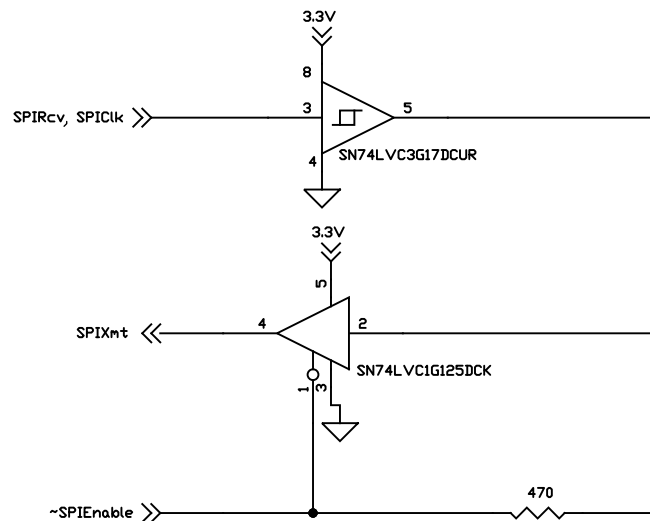 3.3V
8
SPIRcv, SPIClk
3
5
4
SN74LVC3G17DCUR
3.3V
5
SPIXmt
4
2
SN74LVC1G125DCK
1
3
470
~SPIEnable